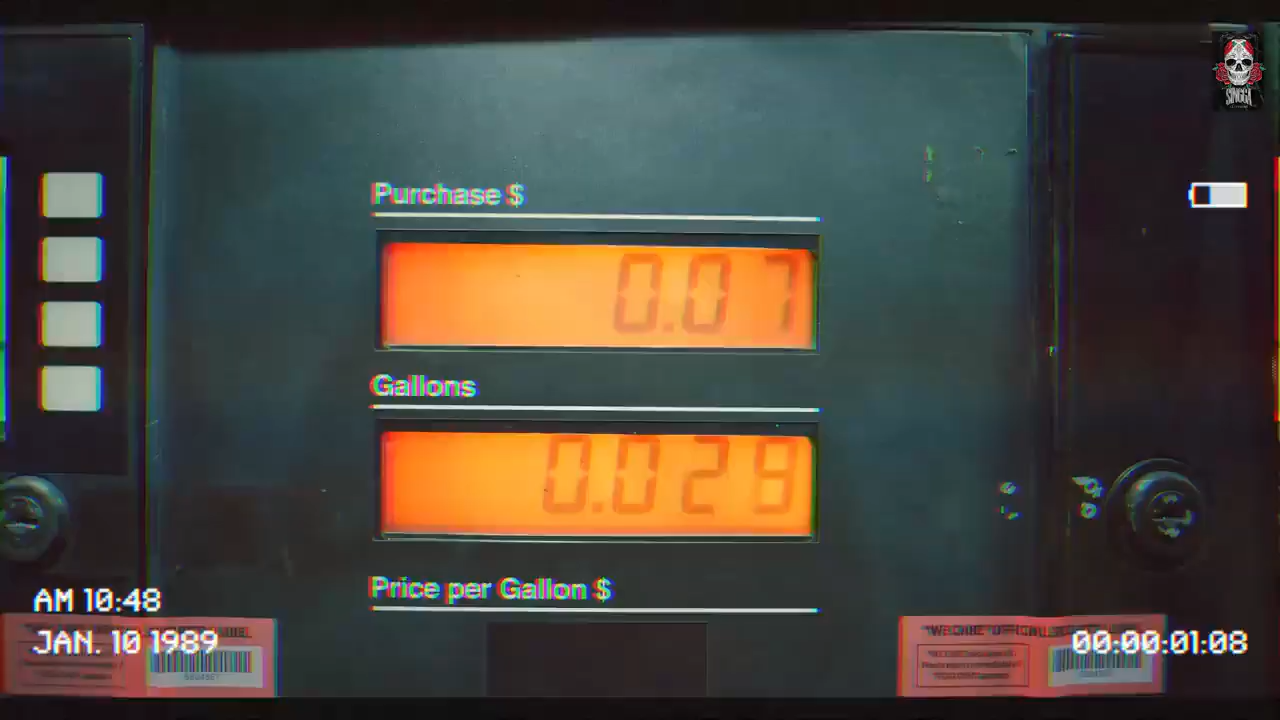 SINGGA
Purchase $
0.07
Gallons
0.029
Price per Gallon $
AM 10:48
JAN. 10 1989
00:00:01:08